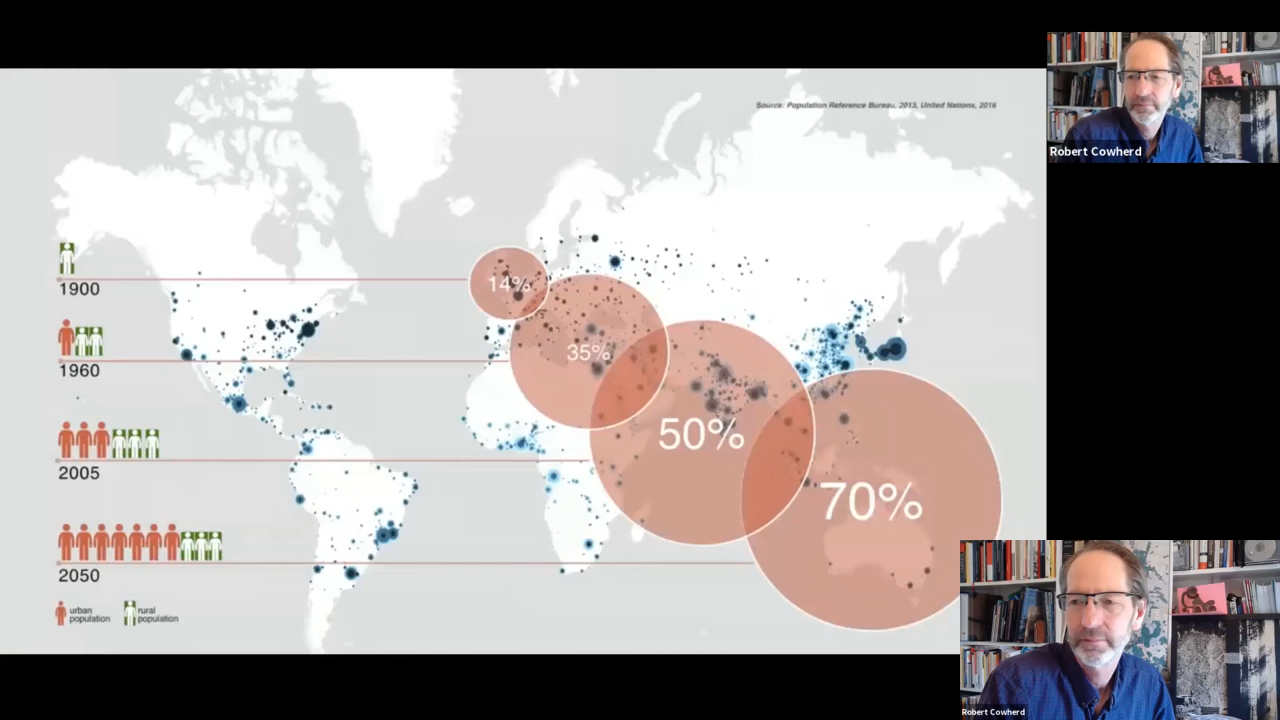 Source: Population Reference Bureau, 2013, United Nations, 2016
Robert Cowherd
14%
1900
35%
1960
50%
2005
70%
2050
urban
population
rural
population
Robert Cowherd